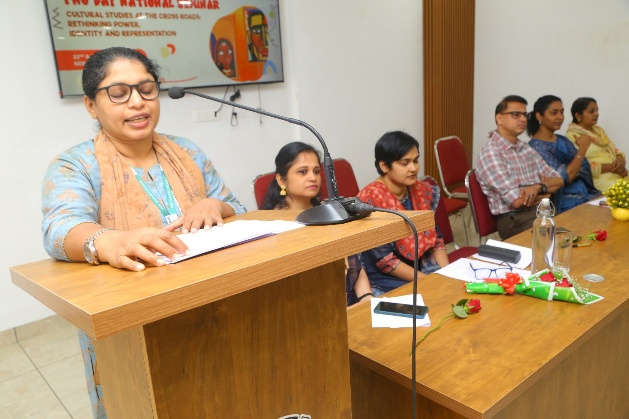 TWO DAY NATIONAL SEMINAR
CULTURAL STUDIES AT THE CROSS ROADS:
RETHINKING POWER,
IDENTITY AND REPRESENTATION